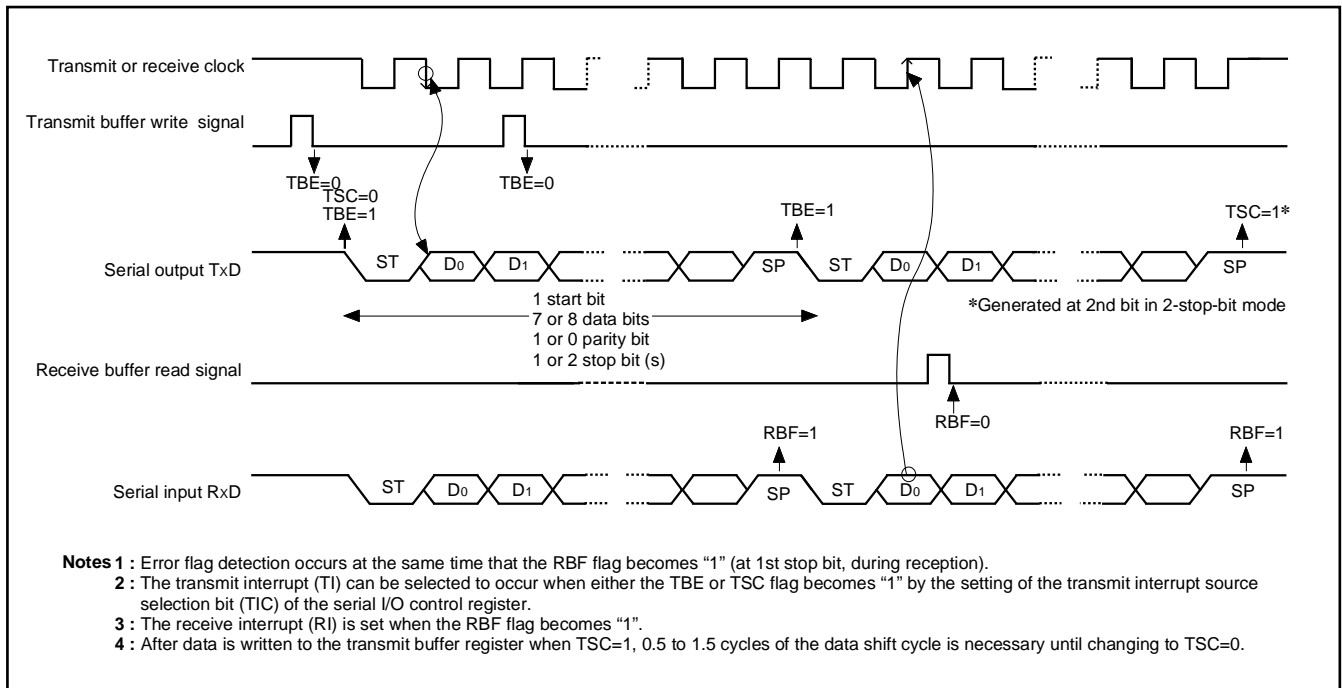 Transmit or receive clock
Transmit buffer write signal
TBE=0
TBE=0
TSC=0
TBE=1
TBE=1
TSC=1*
Serial output TxD
ST
D0
D1
SP
ST
D0
D1
SP
1 start bit
7 or 8 data bits
1 or 0 parity bit
1 or 2 stop bit (s)
*Generated at 2nd bit in 2-stop-bit mode
Receive buffer read signal
RBF=0
RBF=1
RBF=1
Serial input RxD
ST
D0
D1
SP
ST
D0
D1
SP
Notes 1 : Error flag detection occurs at the same time that the RBF flag becomes “1” (at 1st stop bit, during reception).
2 : The transmit interrupt (TI) can be selected to occur when either the TBE or TSC flag becomes “1” by the setting of the transmit interrupt source
selection bit (TIC) of the serial I/O control register.
3 : The receive interrupt (RI) is set when the RBF flag becomes “1”.
4 : After data is written to the transmit buffer register when TSC=1, 0.5 to 1.5 cycles of the data shift cycle is necessary until changing to TSC=0.